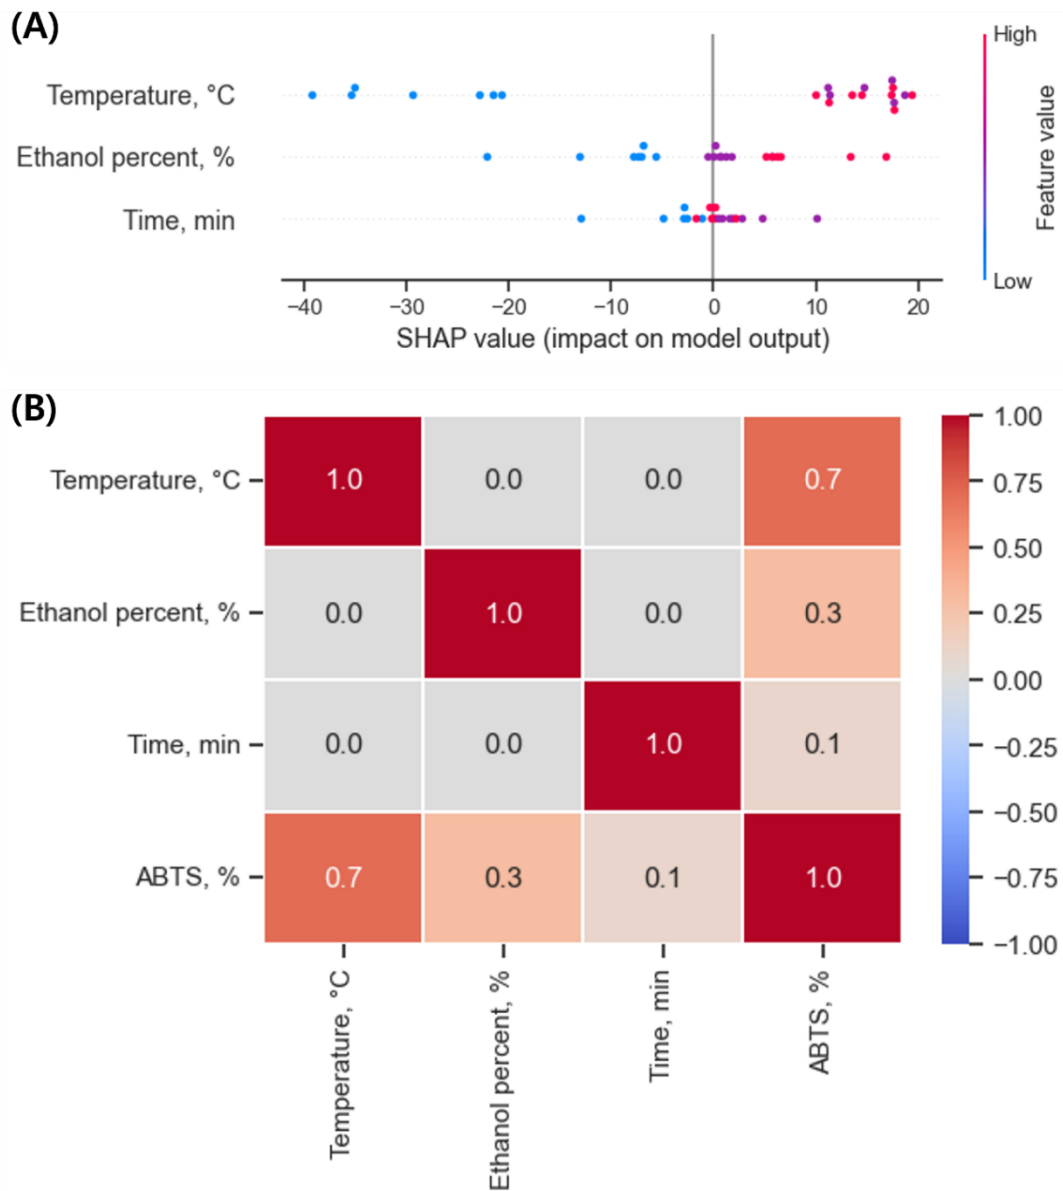 (A)
High
Temperature, °C
Ethanol percent, %
Time, min
Feature value
Low
−40 −30 −20 −10 0 10 20
SHAP value (impact on model output)
(B)
1.00
Temperature, °C 1.0 0.0 0.0 0.7
0.75
0.50
Ethanol percent, % 0.0 1.0 0.0 0.3
0.25
0.00
Time, min 0.0 0.0 1.0 0.1
−0.25
−0.50
ABTS, % 0.7 0.3 0.1 1.0
−0.75
−1.00
Temperature, °C
Ethanol percent, %
Time, min
ABTS, %